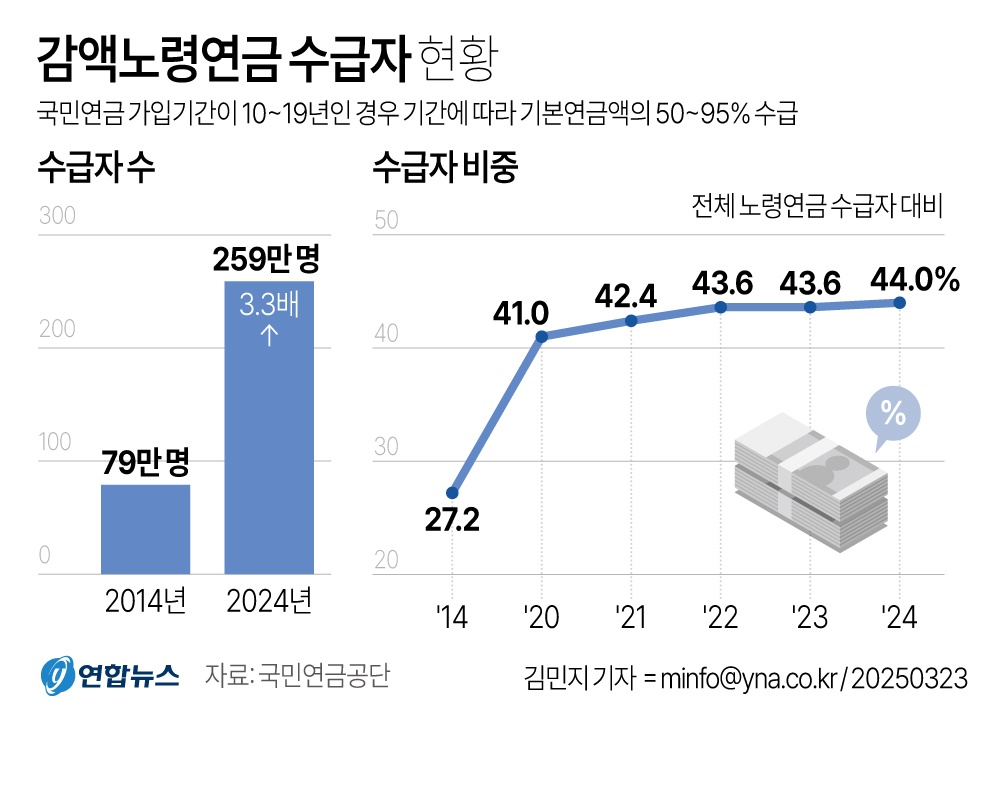 감액노령연금 수급자 현황
국민연금 가입기간이 10~19년인 경우 기간에 따라 기본연금액의 50~95% 수급
수급자 수
300
200
100
0
259만 명
3.3배
↑
79만 명
2014년
2024년
수급자 비중
전체 노령연금 수급자 대비
50
40
30
20
27.2
41.0
42.4
43.6
43.6
44.0%
%
'14
'20
'21
'22
'23
'24
연합뉴스
자료: 국민연금공단
김민지 기자 = minfo@yna.co.kr / 20250323